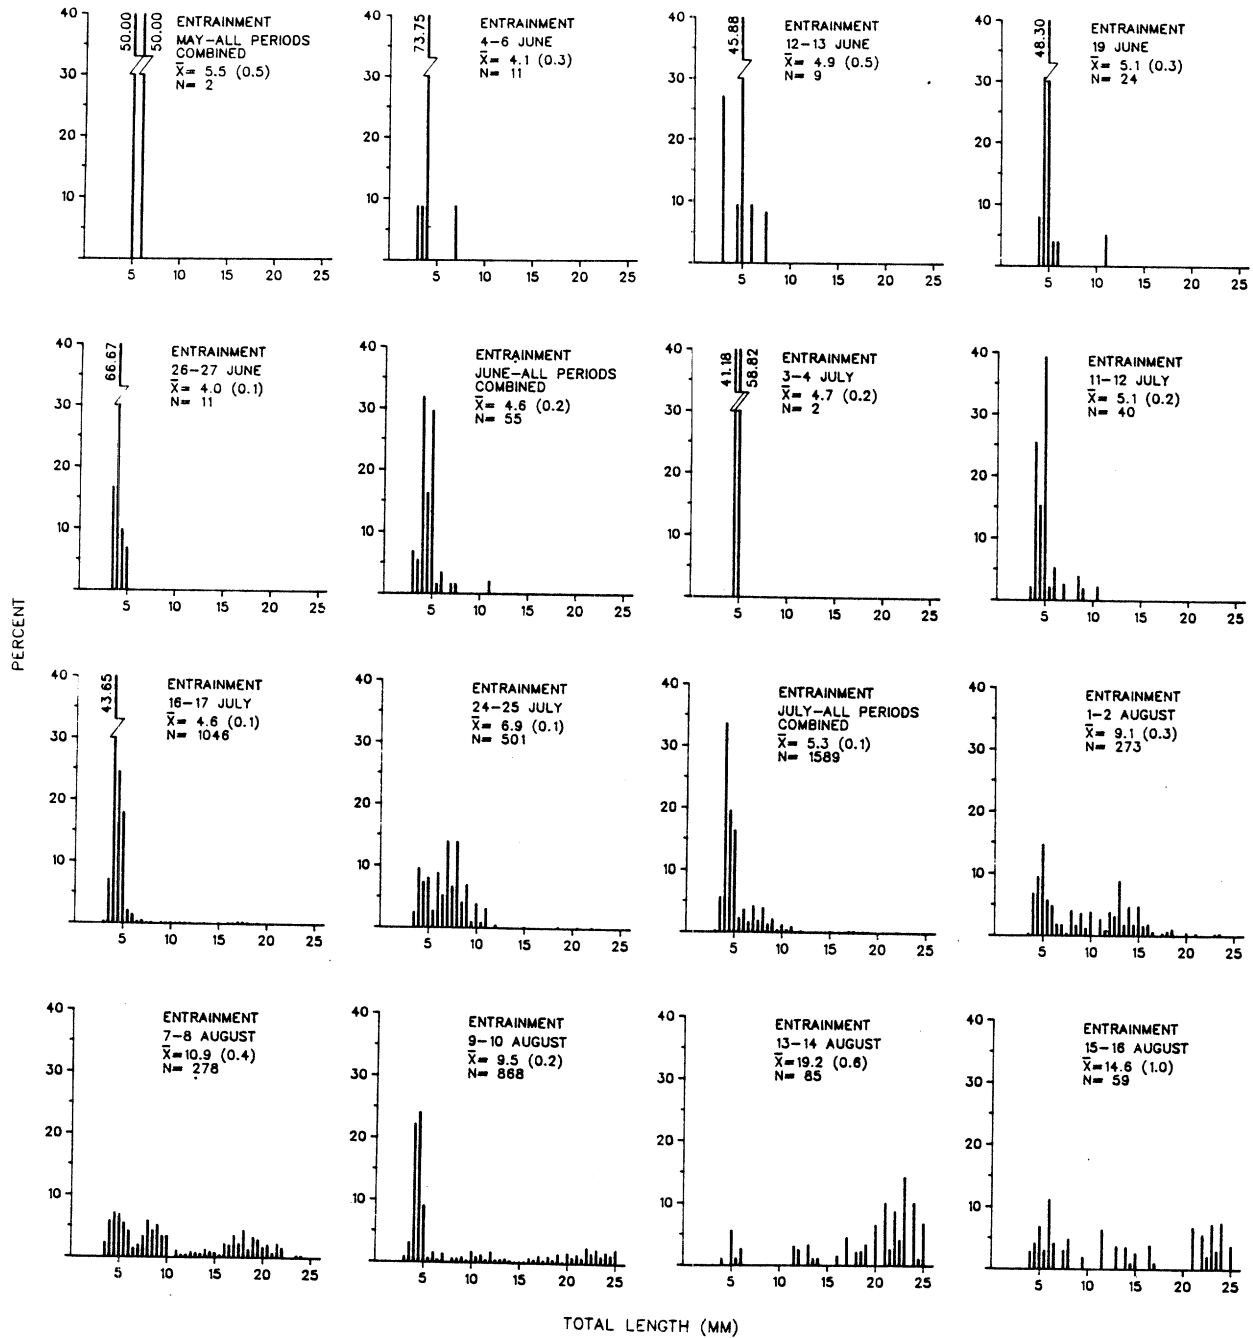 50.00
50.00
ENTRAINMENT
MAY-ALL PERIODS
COMBINED
X̄= 5.5 (0.5)
N= 2
40
30
20
10
5 10 15 20 25
73.75
ENTRAINMENT
4-6 JUNE
X̄= 4.1 (0.3)
N= 11
40
30
20
10
5 10 15 20 25
45.88
ENTRAINMENT
12-13 JUNE
X̄= 4.9 (0.5)
N= 9
40
30
20
10
5 10 15 20 25
48.30
ENTRAINMENT
19 JUNE
X̄= 5.1 (0.3)
N= 24
40
30
20
10
5 10 15 20 25
66.67
ENTRAINMENT
26-27 JUNE
X̄= 4.0 (0.1)
N= 11
40
30
20
10
5 10 15 20 25
ENTRAINMENT
JUNE-ALL PERIODS
COMBINED
X̄= 4.6 (0.2)
N= 55
40
30
20
10
5 10 15 20 25
41.18
58.82
ENTRAINMENT
3-4 JULY
X̄= 4.7 (0.2)
N= 2
40
30
20
10
5 10 15 20 25
ENTRAINMENT
11-12 JULY
X̄= 5.1 (0.2)
N= 40
40
30
20
10
5 10 15 20 25
PERCENT
43.65
ENTRAINMENT
16-17 JULY
X̄= 4.6 (0.1)
N= 1046
40
30
20
10
5 10 15 20 25
ENTRAINMENT
24-25 JULY
X̄= 6.9 (0.1)
N= 501
40
30
20
10
5 10 15 20 25
ENTRAINMENT
JULY-ALL PERIODS
COMBINED
X̄= 5.3 (0.1)
N= 1589
40
30
20
10
5 10 15 20 25
ENTRAINMENT
1-2 AUGUST
X̄= 9.1 (0.3)
N= 273
40
30
20
10
5 10 15 20 25
ENTRAINMENT
7-8 AUGUST
X̄=10.9 (0.4)
N= 278
40
30
20
10
5 10 15 20 25
ENTRAINMENT
9-10 AUGUST
X̄= 9.5 (0.2)
N= 868
40
30
20
10
5 10 15 20 25
ENTRAINMENT
13-14 AUGUST
X̄=19.2 (0.6)
N= 85
40
30
20
10
5 10 15 20 25
ENTRAINMENT
15-16 AUGUST
X̄=14.6 (1.0)
N= 59
40
30
20
10
5 10 15 20 25
TOTAL LENGTH (MM)